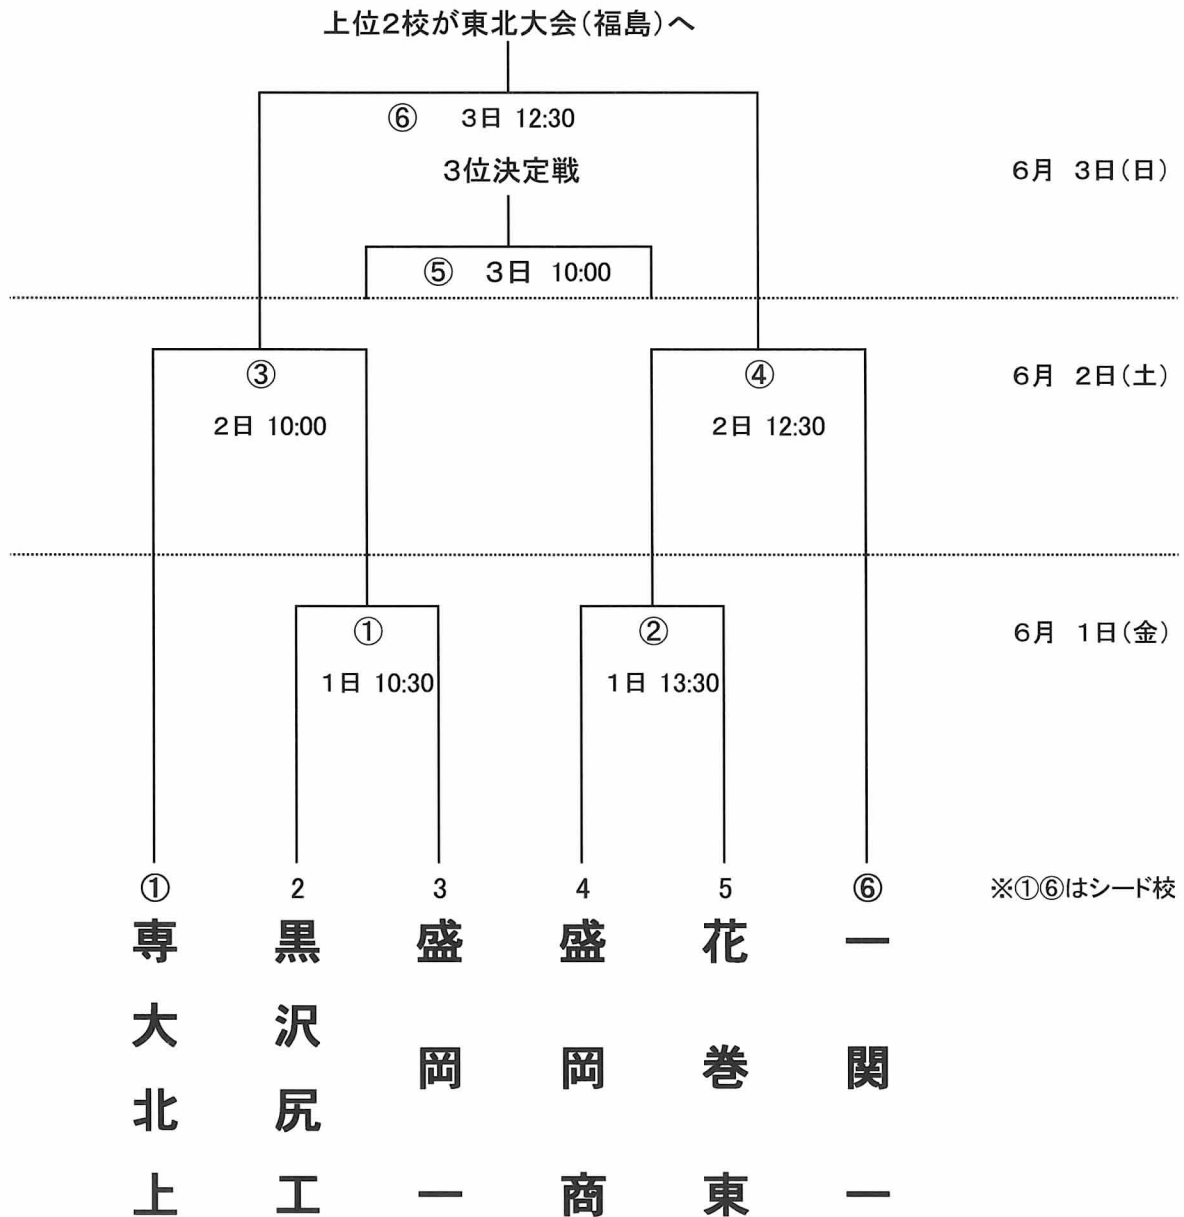 上位2校が東北大会(福島)へ
⑥ 3日 12:30
3位決定戦
6月 3日(日)
⑤ 3日 10:00
③
④
6月 2日(土)
2日 10:00
2日 12:30
①
②
6月 1日(金)
1日 10:30
1日 13:30
① 2 3 4 5 ⑥
※①⑥はシード校
専大北上
黒沢尻工
盛岡一
盛岡商
花巻東
一関一